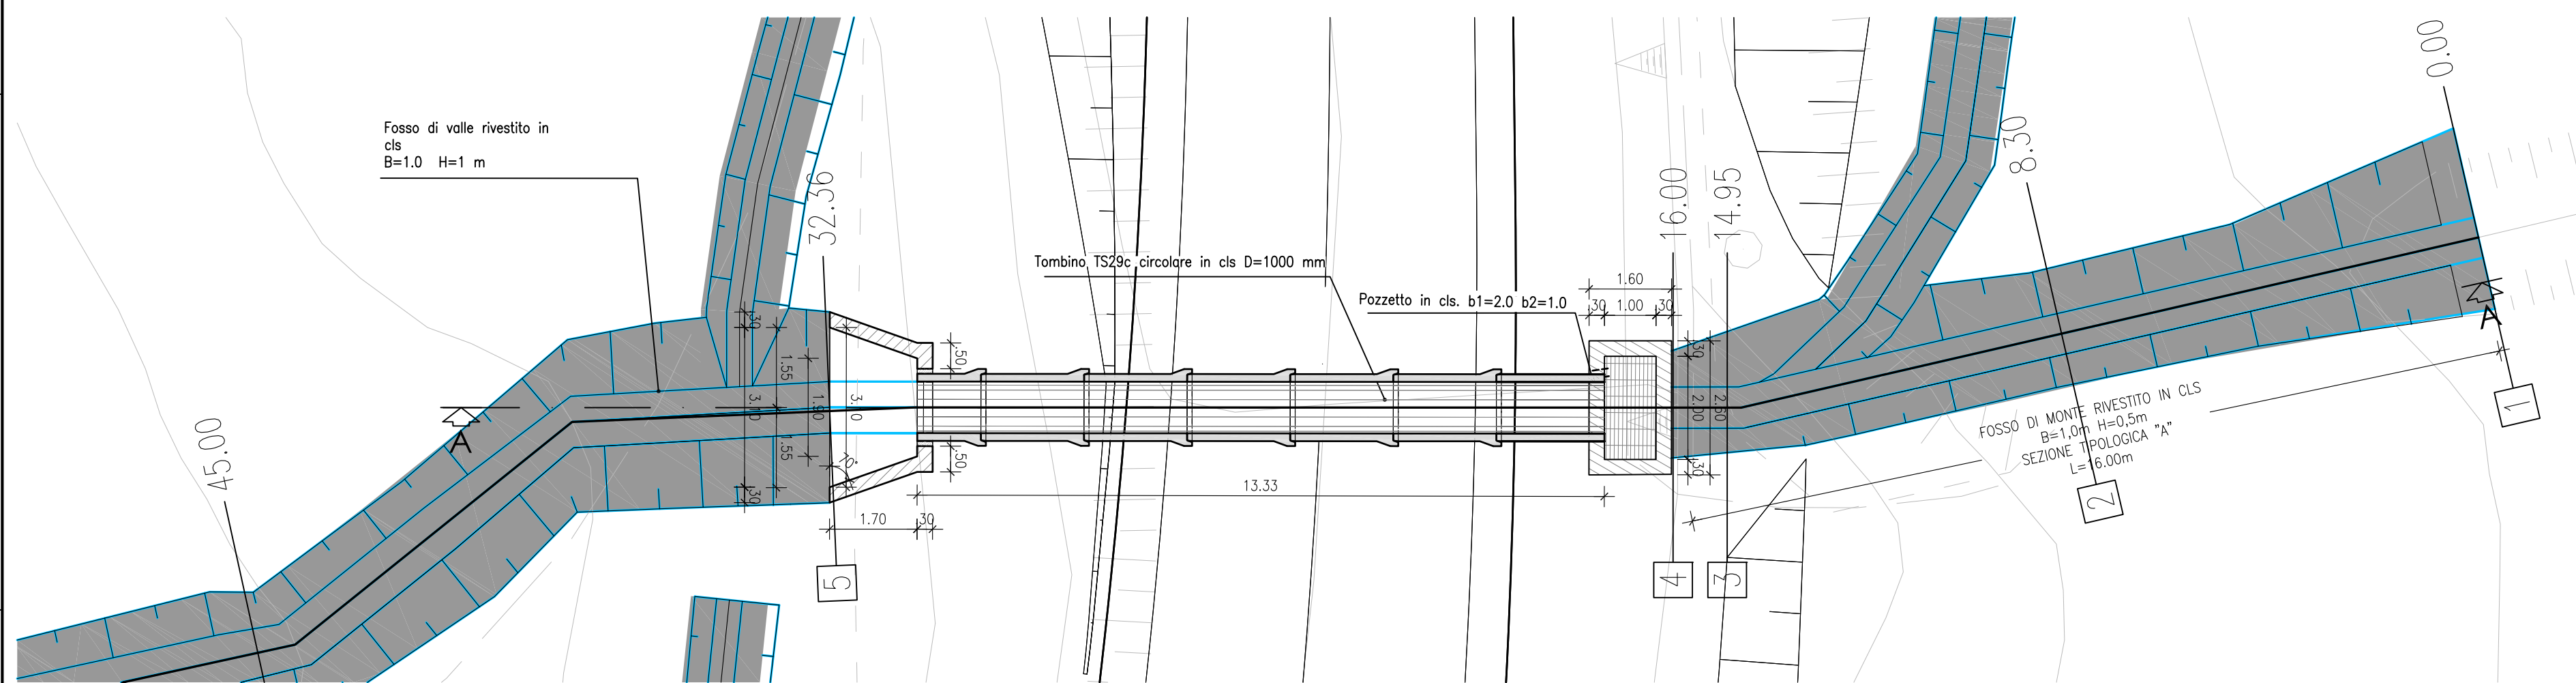 Fosso di valle rivestito in
cls
B=1.0 H=1 m
Tombino TS29c circolare in cls D=1000 mm
Pozzetto in cls. b1=2.0 b2=1.0
FOSSO DI MONTE RIVESTITO IN CLS
B=1,0m H=0,5m
SEZIONE TIPOLOGICA "A"
L=16.00m
45.00
32.36
16.00
14.95
8.30
0.00
A
A
5
4
3
2
1
1.60
.30
1.00
.30
.50
.50
13.33
1.70
.30
.30
1.55
3.10
1.90
1.55
.30
70°
.30
2.00
2.60
.30